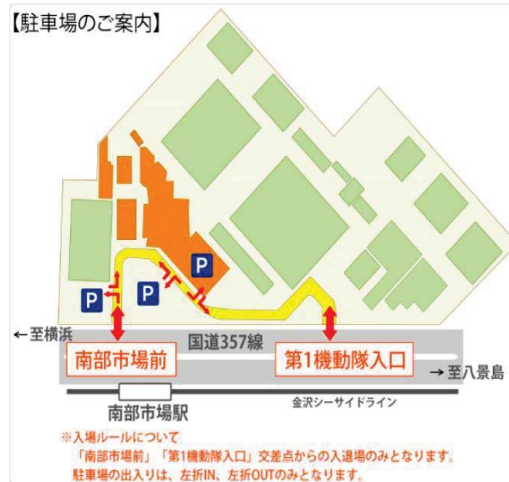 【駐車場のご案内】
P
P
P
←至横浜
国道357線
南部市場前
第1機動隊入口
→至八景島
南部市場駅
金沢シーサイドライン
※入場ルールについて
「南部市場前」「第1機動隊入口」交差点からの入退場のみとなります。
駐車場の出入りは、左折IN、左折OUTのみとなります。